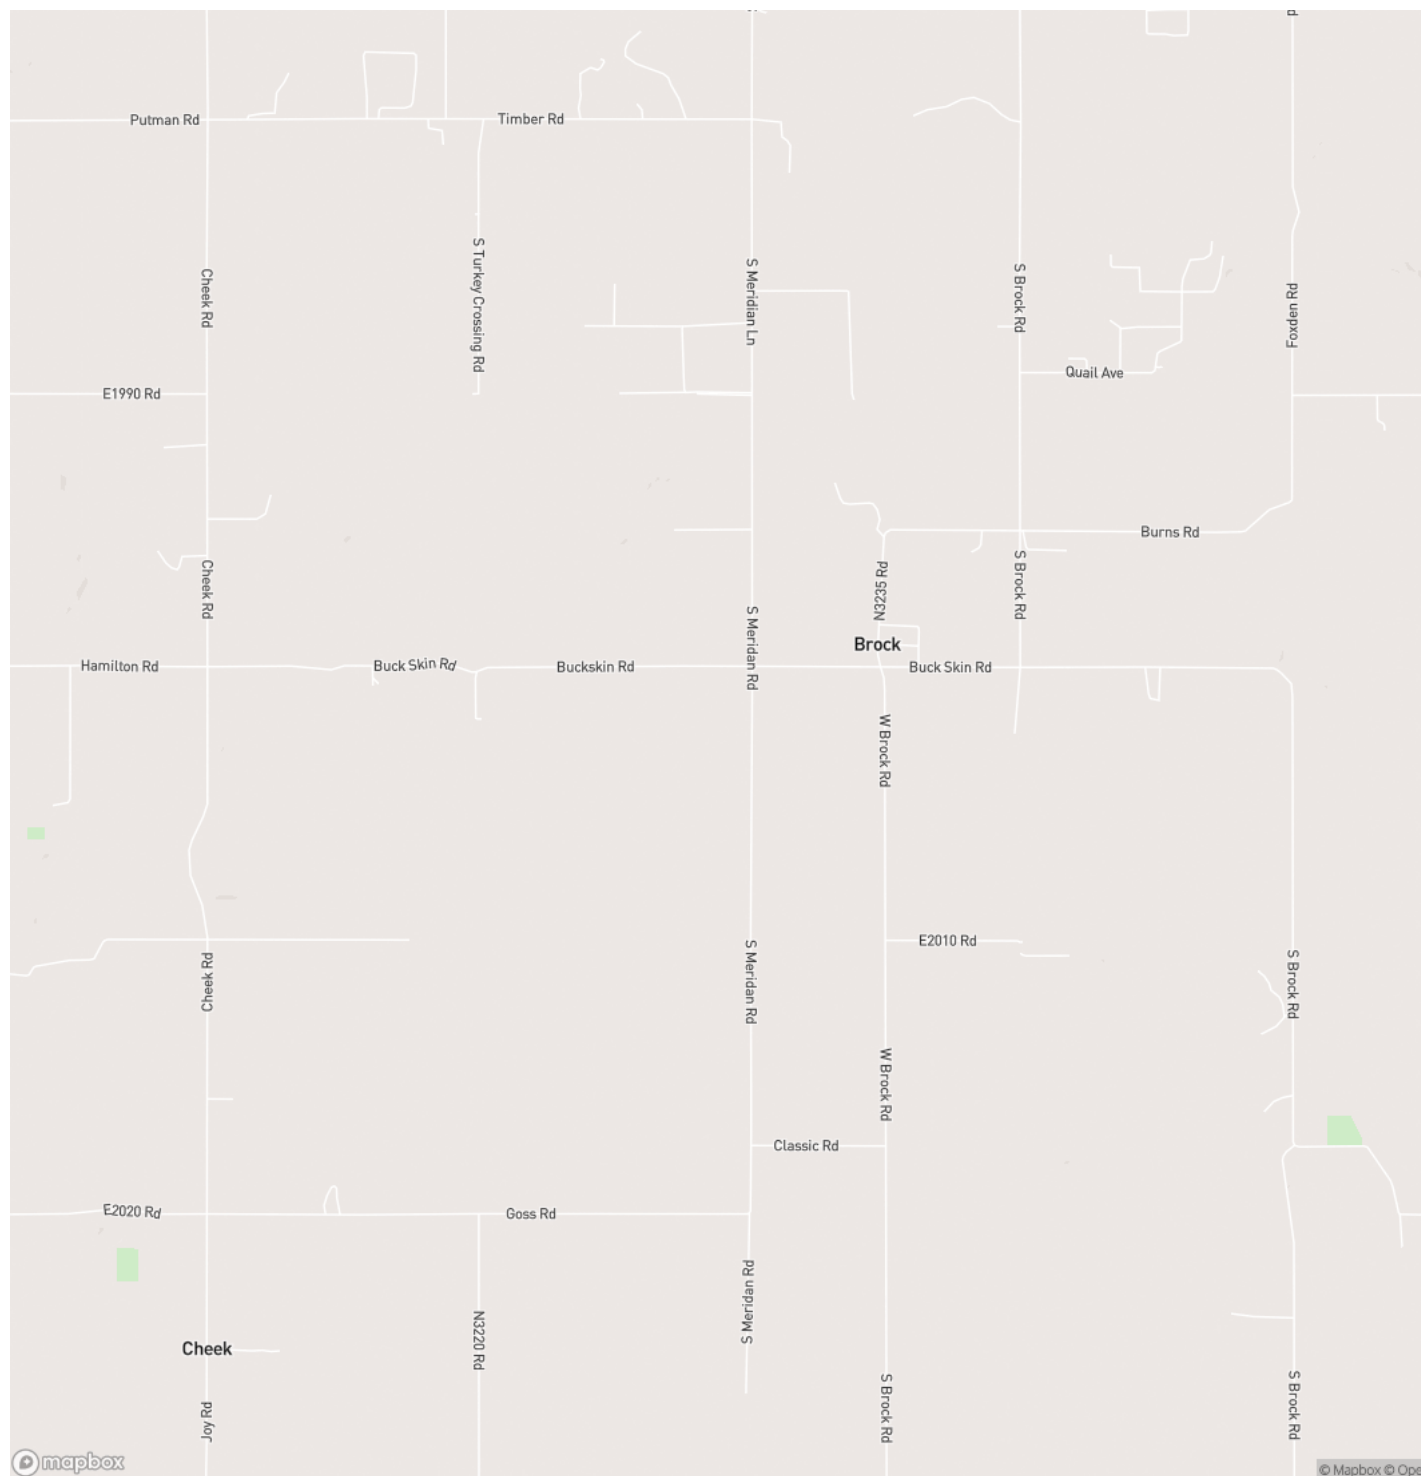 Putman Rd
Timber Rd
Cheek Rd
S Turkey Crossing Rd
S Meridian Ln
S Brock Rd
Foxpen Rd
E1990 Rd
Quail Ave
Burns Rd
Cheek Rd
N3235 Rd
S Brock Rd
S Meridan Rd
Brock
Hamilton Rd
Buck Skin Rd
Buckskin Rd
Buck Skin Rd
W Brock Rd
E2010 Rd
Cheek Rd
S Meridan Rd
S Brock Rd
W Brock Rd
Classic Rd
E2020 Rd
Goss Rd
S Meridan Rd
N3220 Rd
Cheek
Joy Rd
S Brock Rd
S Brock Rd
mapbox
© Mapbox © Ope